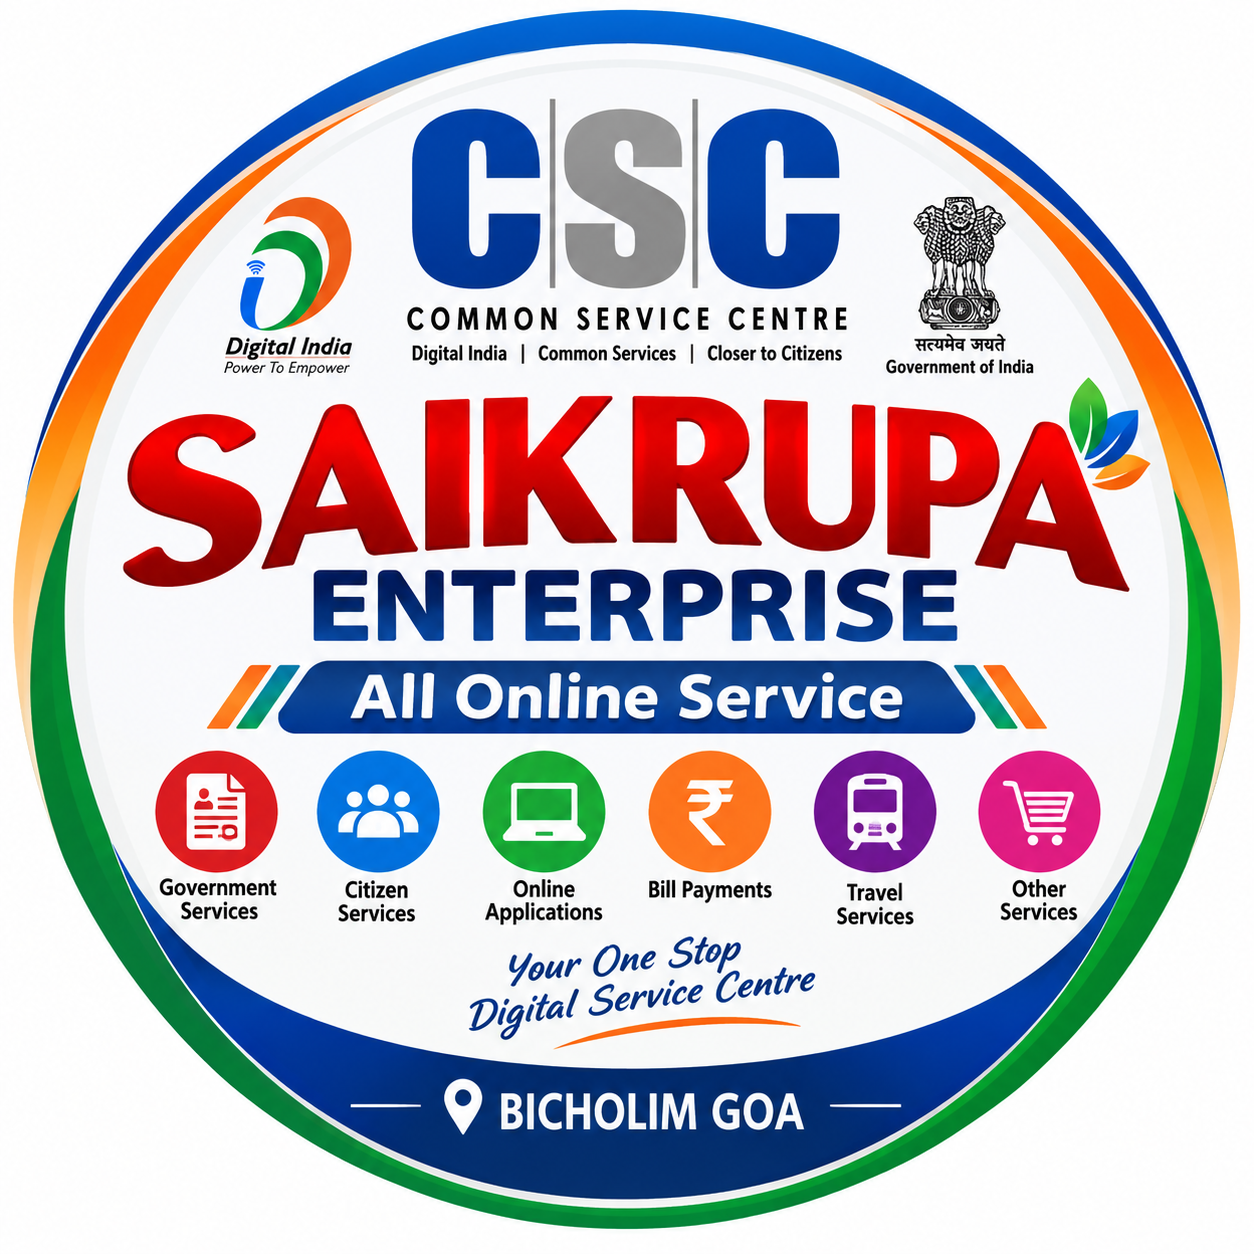 CSC
COMMON SERVICE CENTRE
Digital India | Common Services | Closer to Citizens
Digital India
Power To Empower
सत्यमेव जयते
Government of India
SAIKRUPA
ENTERPRISE
All Online Service
Government Services
Citizen Services
Online Applications
Bill Payments
Travel Services
Other Services
Your One Stop
Digital Service Centre
BICHOLIM GOA